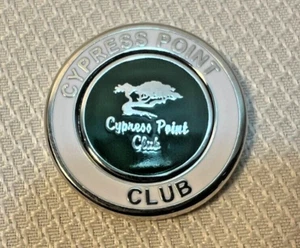 CYPRESS POINT
Cypress Point
Club
CLUB